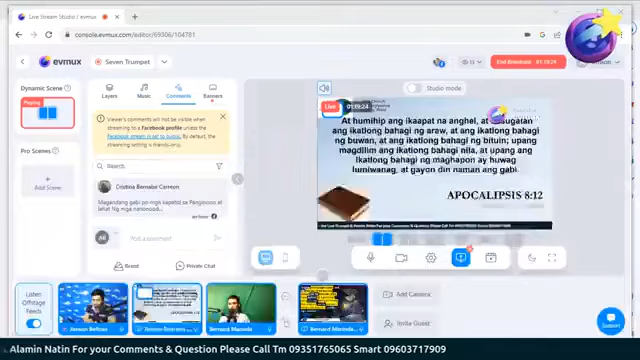 Live Stream Studio | evmux
console.evmux.com/editor/69306/104781
evmux
Seven Trumpet
End Broadcast
Dynamic Scene
Playing
Pro Scenes
Add Scene
Layers
Music
Comments
Banners
Viewer's comments will not be visible
when streaming to a Facebook profile unless the
Facebook stream is set to public. By default, the
streaming setting is friends-only.
Search
Cristina Bernabe Carreon
Magandang gabi po mga kapatid sa Panginoon at
lahat Ng mga nanonood
Post a comment
Brand
Private Chat
Studio mode
Live
At humihip ang ikaapat na anghel, at
ang ikatlong bahagi ng araw, at ang ikatlong bahagi
ng buwan, at ang ikatlong bahagi ng bituin; upang
magdilim ang ikatlong bahagi nila, at upang ang
ikatlong bahagi ng maghapon ay huwag
lumiwanag, at gayon din naman ang gabi.
APOCALIPSIS 8:12
Listen
Offstage
Feeds
Add Camera
Invite Guest
Support
Alamin Natin For your Comments & Question Please Call Tm 09351765065 Smart 09603717909